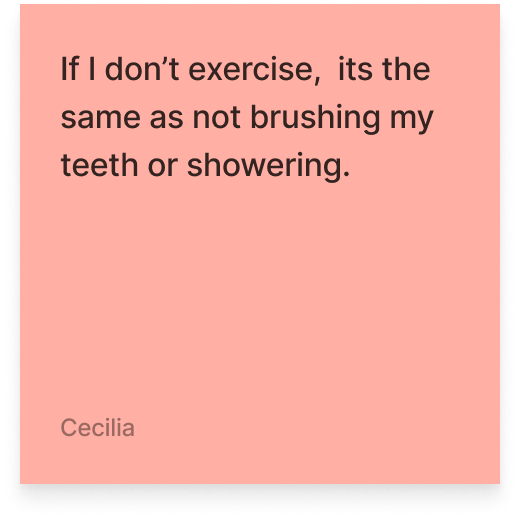 If I don’t exercise,  its the
same as not brushing my
teeth or showering.
Cecilia